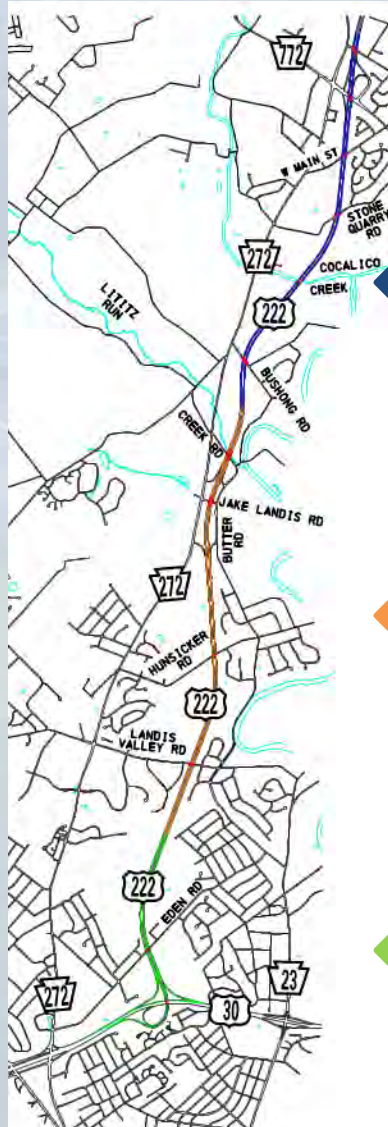 772
W MAIN ST
STONE
QUARRY
RD
272
COCALICO
CREEK
222
LITITZ
RUN
BUSHONG RD
CREEK RD
JAKE LANDIS RD
BUTTER
RD
272
HUNSICKER
RD
222
LANDIS
VALLEY RD
222
EDEN RD
23
272
30